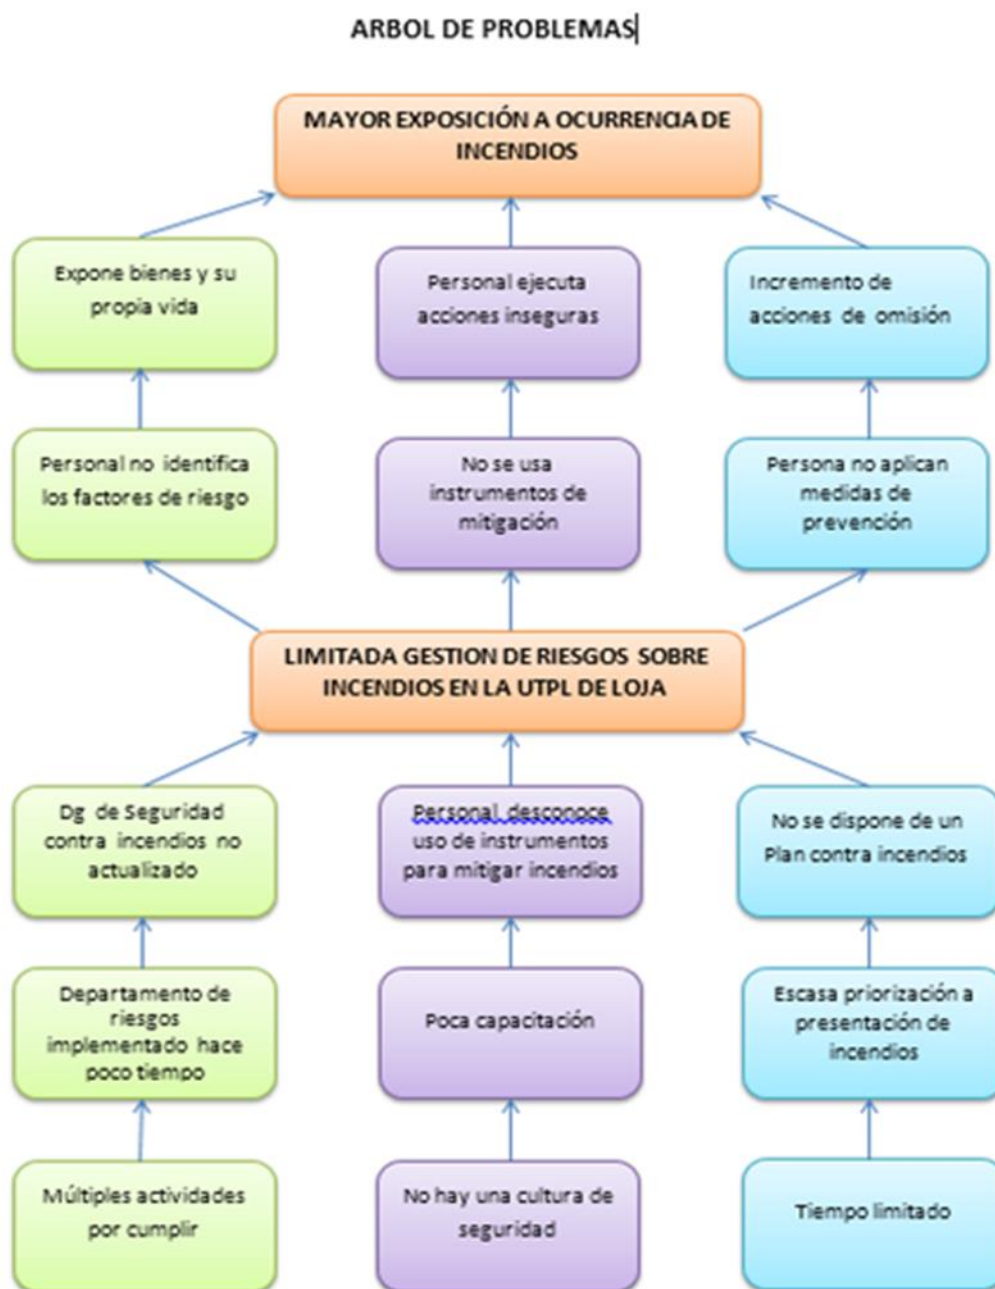 ARBOL DE PROBLEMAS
MAYOR EXPOSICIÓN A OCURRENCIA DE
INCENDIOS
Expone bienes y su
propia vida
Personal ejecuta
acciones inseguras
Incremento de
acciones de omisión
Personal no identifica
los factores de riesgo
No se usa
instrumentos de
mitigación
Persona no aplican
medidas de
prevención
LIMITADA GESTION DE RIESGOS SOBRE
INCENDIOS EN LA UTPL DE LOJA
Dg de Seguridad
contra incendios no
actualizado
Personal desconoce
uso de instrumentos
para mitigar incendios
No se dispone de un
Plan contra incendios
Departamento de
riesgos
implementado hace
poco tiempo
Poca capacitación
Escasa priorización a
presentación de
incendios
Múltiples actividades
por cumplir
No hay una cultura de
seguridad
Tiempo limitado